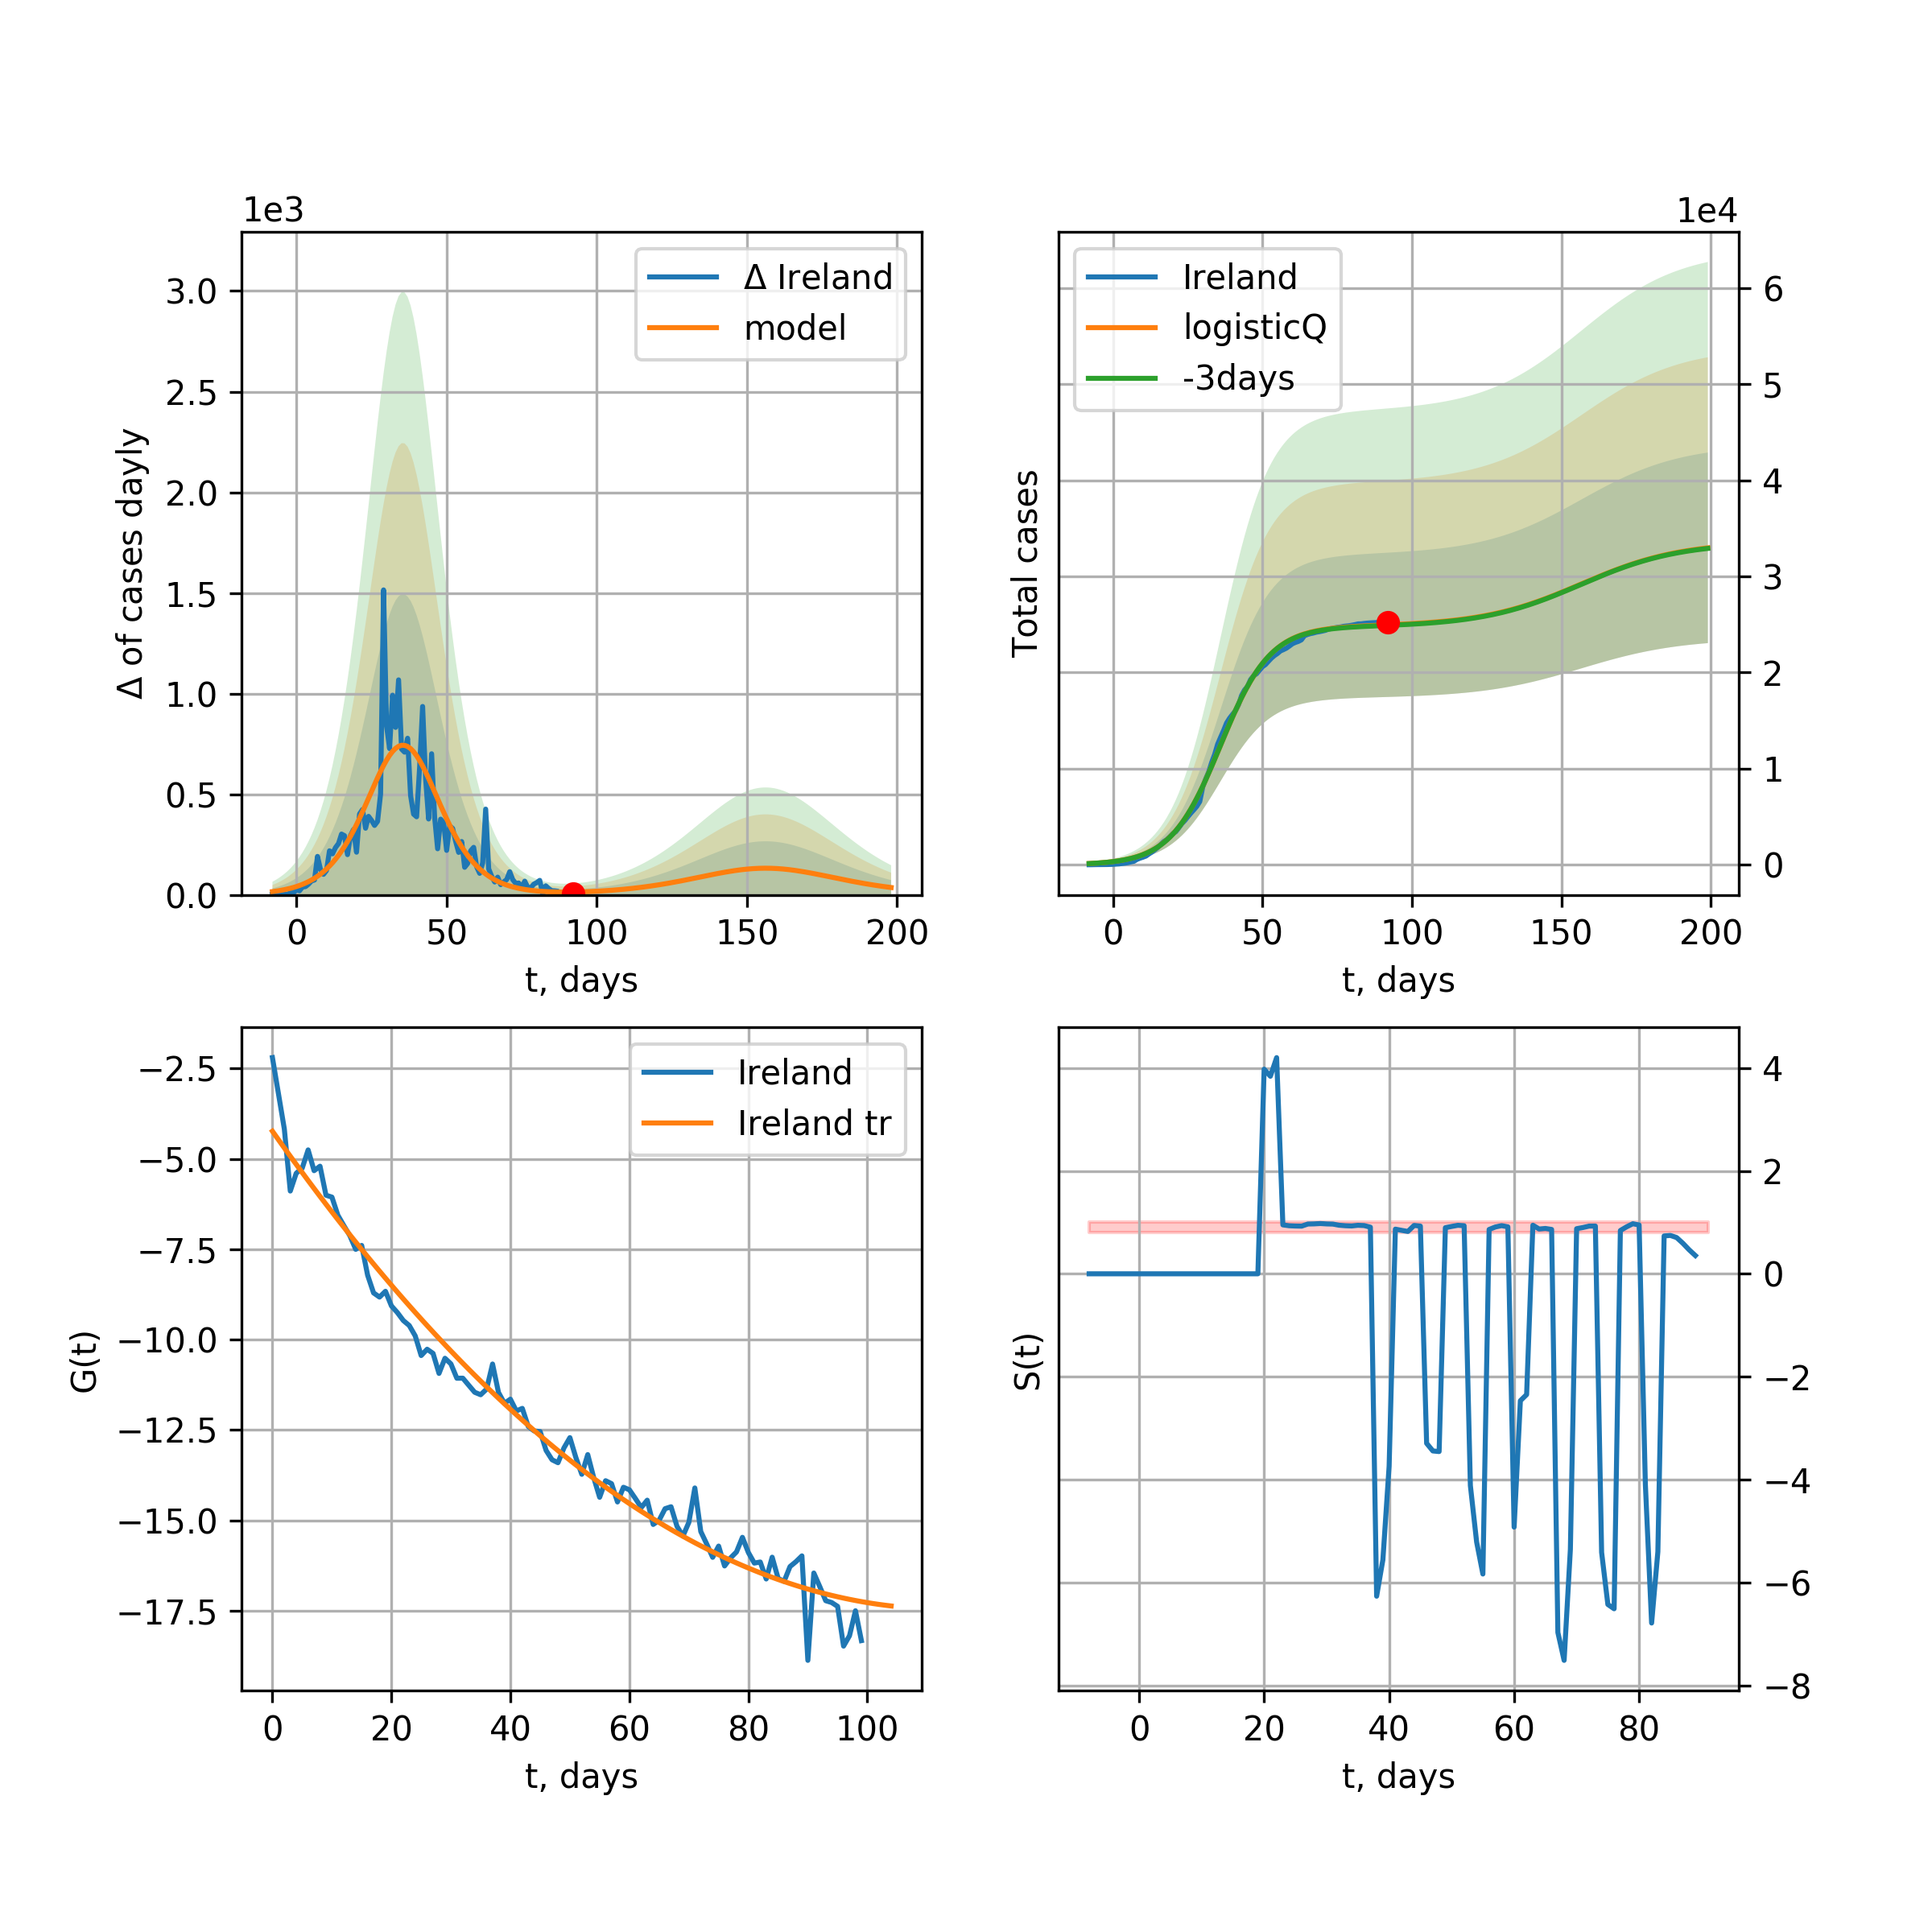 1e3
3.0
2.5
2.0
1.5
1.0
0.5
0.0
Δ of cases dayly
Δ Ireland
model
0 50 100 150 200
t, days
1e4
6
5
4
3
2
1
0
Total cases
Ireland
logisticQ
-3days
0 50 100 150 200
t, days
−2.5
−5.0
−7.5
−10.0
−12.5
−15.0
−17.5
G(t)
Ireland
Ireland tr
0 20 40 60 80 100
t, days
4
2
0
−2
−4
−6
−8
S(t)
0 20 40 60 80
t, days